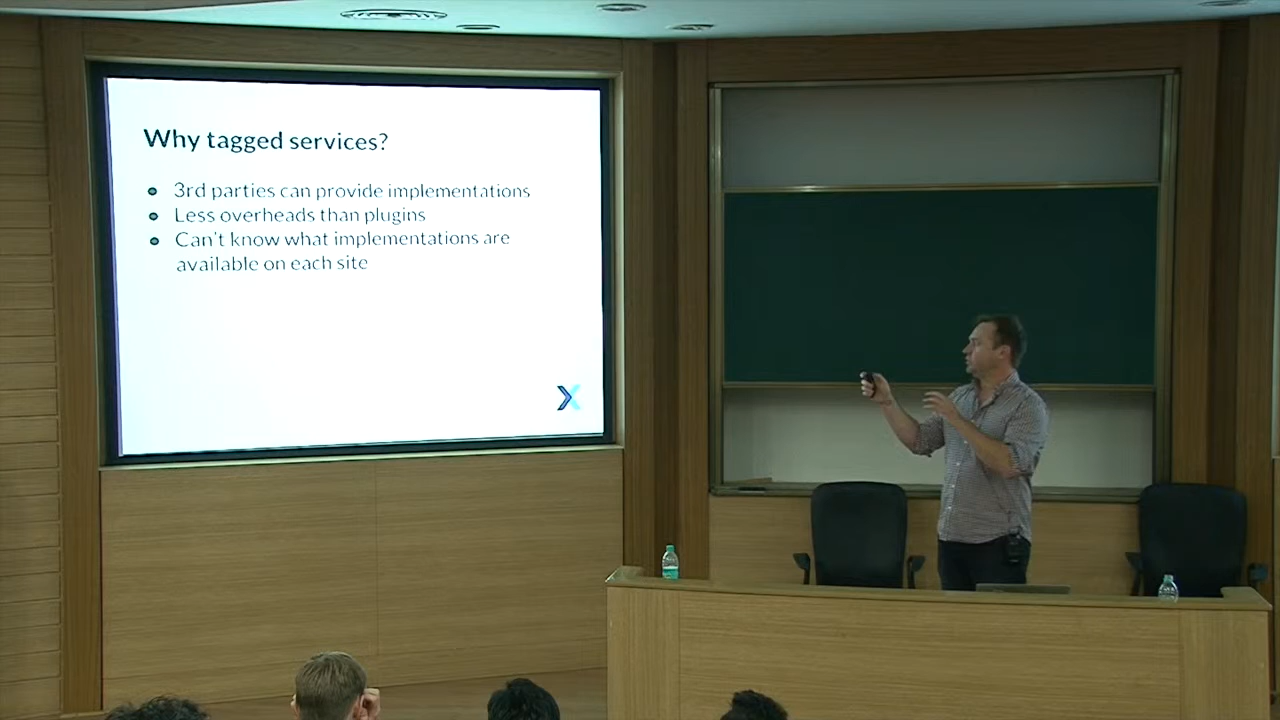 Why tagged services?
3rd parties can provide implementations
Less overheads than plugins
Can't know what implementations are
available on each site